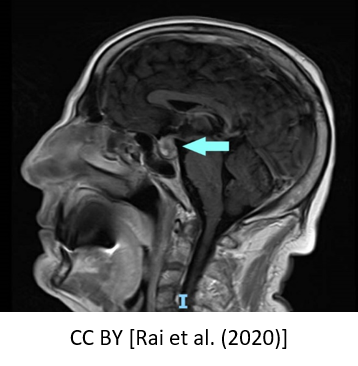 I
CC BY [Rai et al. (2020)]